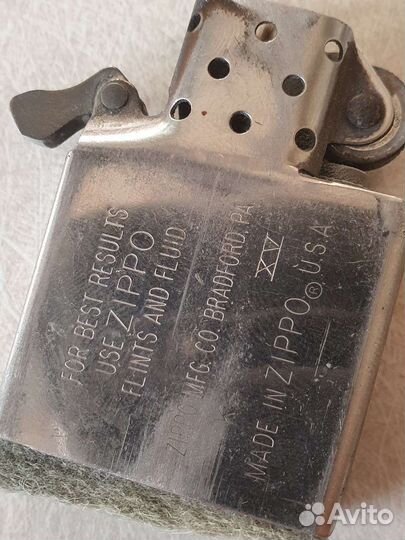 FOR BEST RESULTS
USE ZIPPO
FLINTS AND FLUID
ZIPPO MFG. CO. BRADFORD, PA
XV
MADE IN ZIPPO® U.S.A
Avito